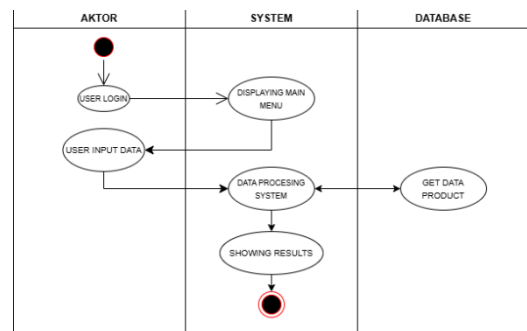 AKTOR
SYSTEM
DATABASE
USER LOGIN
DISPLAYING MAIN
MENU
USER INPUT DATA
DATA PROCESING
SYSTEM
GET DATA
PRODUCT
SHOWING RESULTS